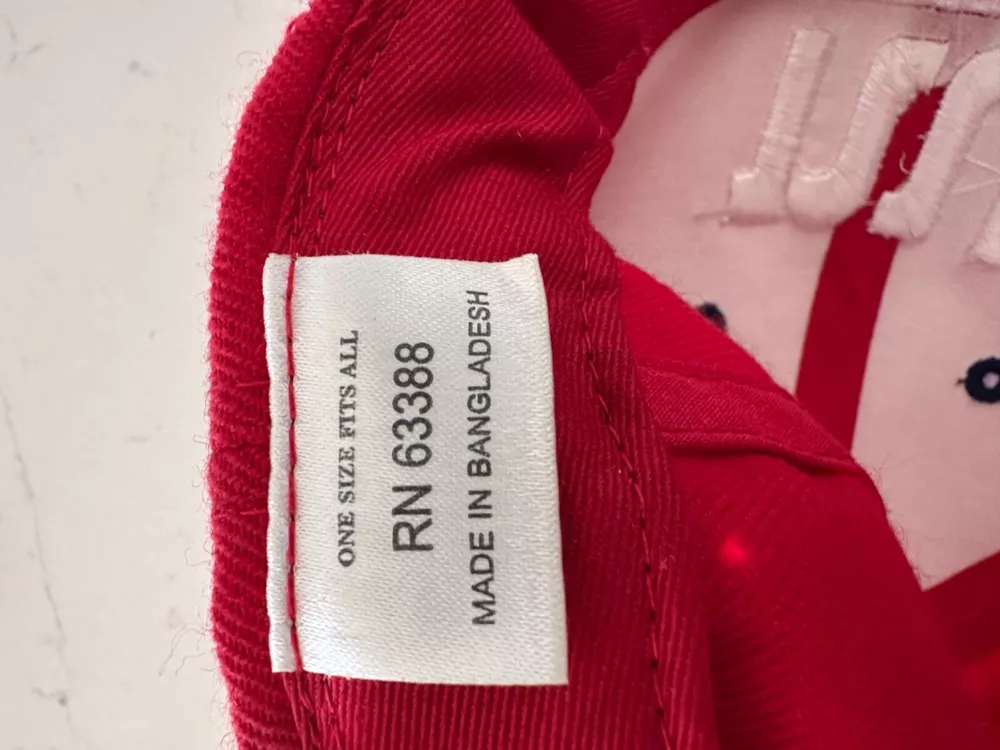 ONE SIZE FITS ALL
RN 63388
MADE IN BANGLADESH